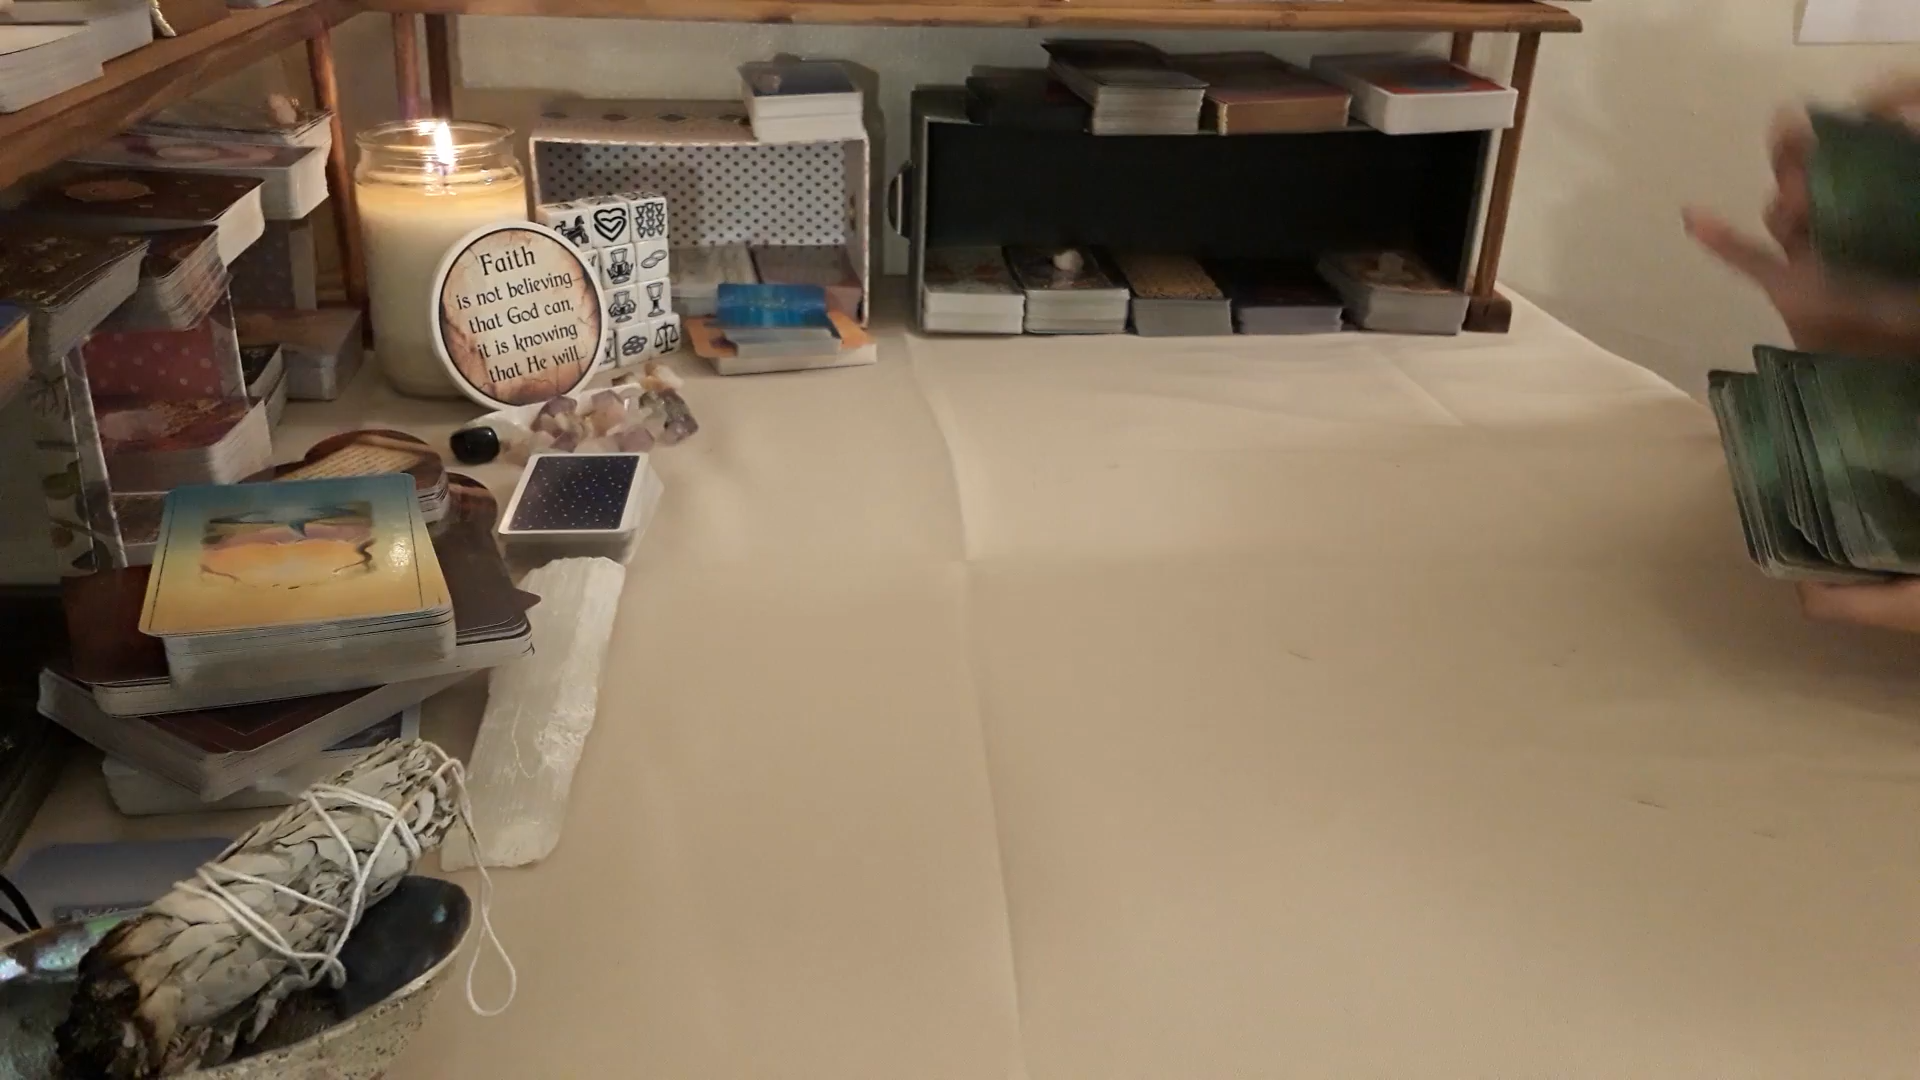 Faith
is not believing
that God can,
it is knowing
that He will...